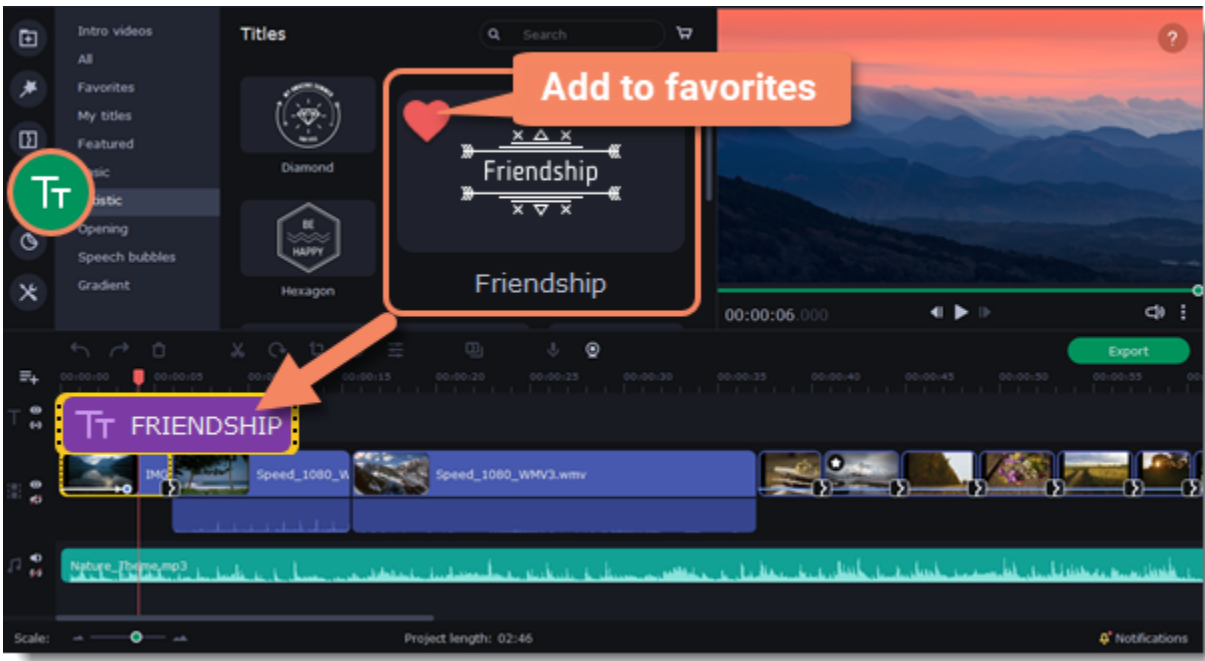 Intro videos
All
Favorites
My titles
Featured
Opening
Speech bubbles
Gradient
Titles
Search
?
Add to favorites
Diamond
BE
HAPPY
Hexagon
Friendship
Friendship
00:00:06.000
Export
00:00:00
00:00:05
00:00:15
00:00:20
00:00:25
00:00:30
00:00:35
00:00:40
00:00:45
00:00:50
00:00:55
TT FRIENDSHIP
IMG
Speed_1080_W
Speed_1080_WMV3.wmv
Nature_Theme.mp3
Scale:
Project length: 02:46
Notifications